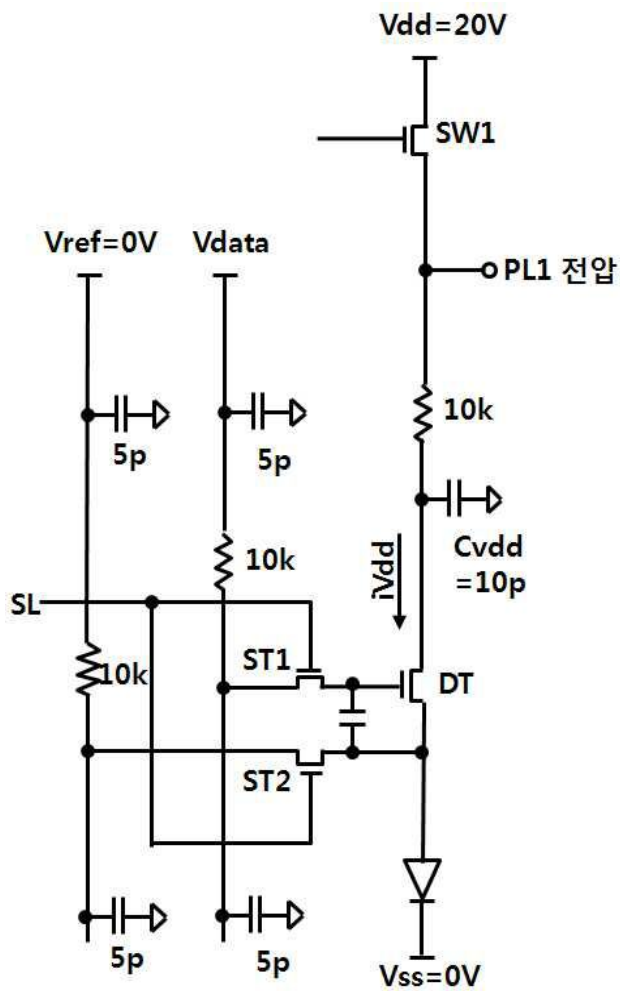 Vdd=20V
SW1
Vref=0V
Vdata
PL1 전압
10k
5p
5p
Cvdd
=10p
iVdd
10k
SL
ST1
10k
DT
ST2
5p
5p
Vss=0V